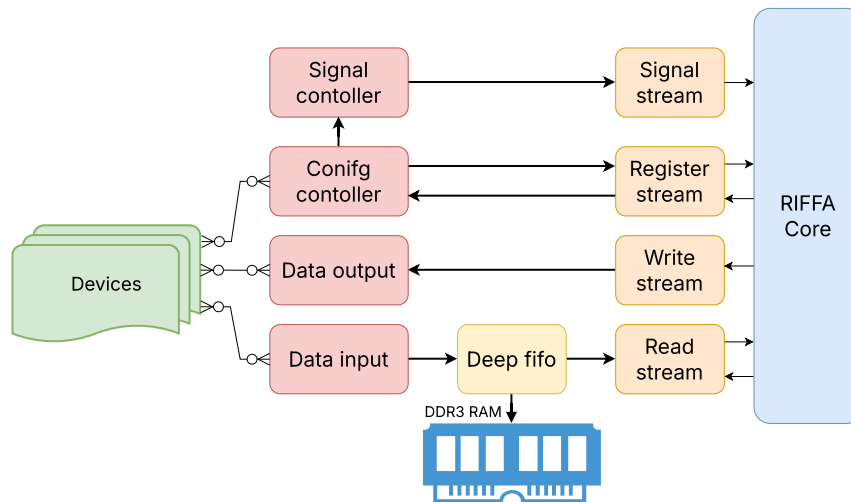 Signal
contoller
Signal
stream
Conifg
contoller
Register
stream
RIFFA
Core
Devices
Data output
Write
stream
Data input
Deep fifo
Read
stream
DDR3 RAM